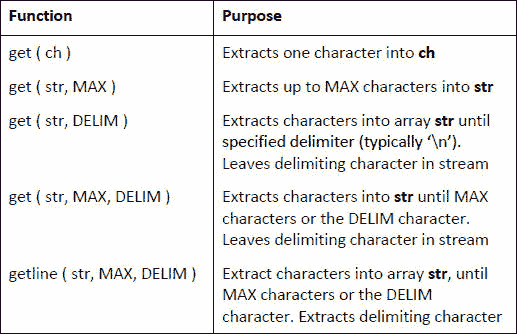 Function Purpose
get ( ch ) Extracts one character into ch
get ( str, MAX ) Extracts up to MAX characters into str
get ( str, DELIM ) Extracts characters into array str until
specified delimiter (typically ‘\n’).
Leaves delimiting character in stream
get ( str, MAX, DELIM ) Extracts characters into str until MAX
characters or the DELIM character.
Leaves delimiting character in stream
getline ( str, MAX, DELIM ) Extract characters into array str, until
MAX characters or the DELIM
character. Extracts delimiting character